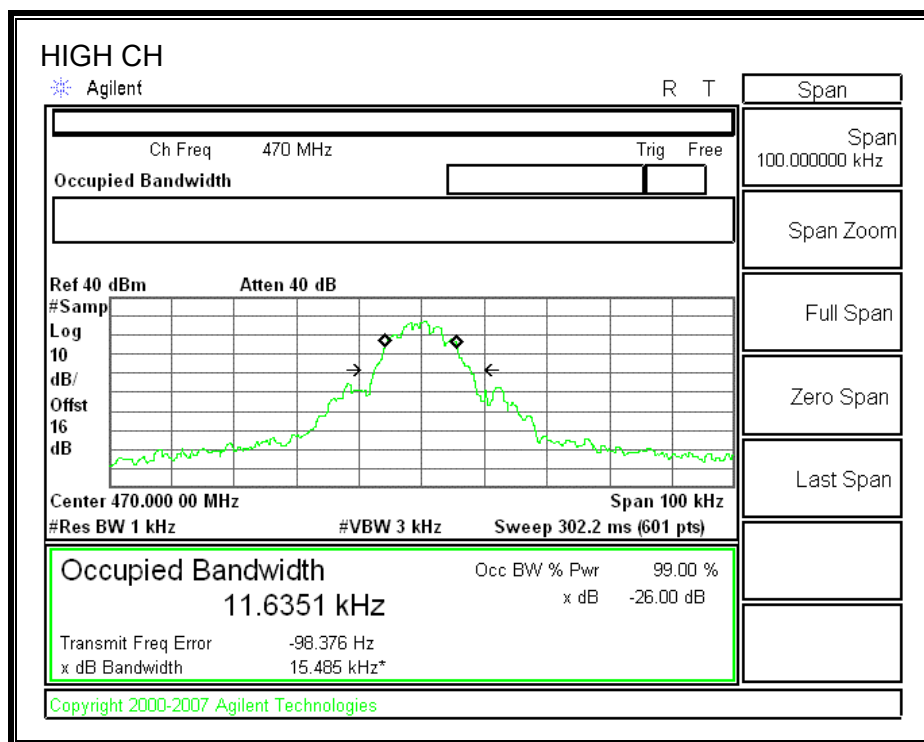 HIGH CH
Agilent
R T
Span
Ch Freq 470 MHz
Trig Free
Occupied Bandwidth
Span
100.000000 kHz
Span Zoom
Full Span
Zero Span
Last Span
Ref 40 dBm Atten 40 dB
#Samp
Log
10
dB/
Offst
16
dB
Center 470.000 00 MHz Span 100 kHz
#Res BW 1 kHz #VBW 3 kHz Sweep 302.2 ms (601 pts)
Occupied Bandwidth
11.6351 kHz
Occ BW % Pwr 99.00 %
x dB -26.00 dB
Transmit Freq Error -98.376 Hz
x dB Bandwidth 15.485 kHz*
Copyright 2000-2007 Agilent Technologies